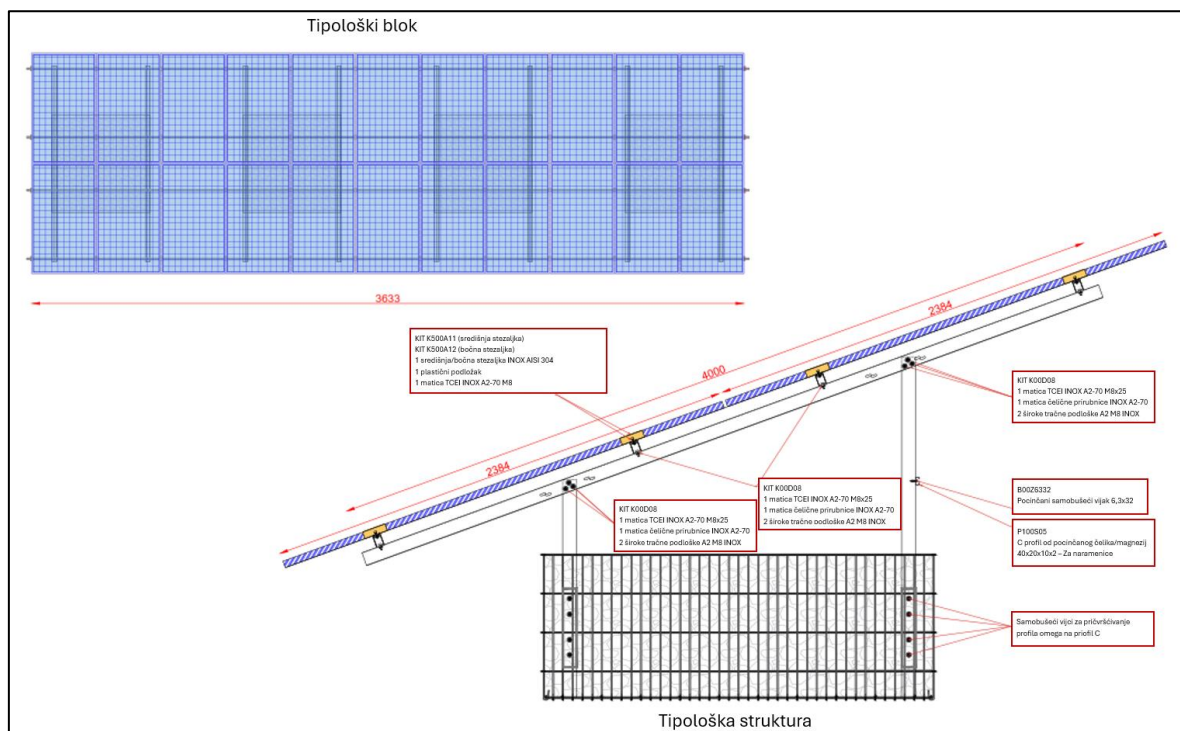 Tipološki blok
3633
2384
4000
2384
KIT K500A11 (središnja stezaljka)
KIT K500A12 (bočna stezaljka)
1 središnja/bočna stezaljka INOX AISI 304
1 plastični podložak
1 matica TCEI INOX A2-70 M8
KIT K00D08
1 matica TCEI INOX A2-70 M8x25
1 matica čelične prirubnice INOX A2-70
2 široke tračne podloške A2 M8 INOX
KIT K00D08
1 matica TCEI INOX A2-70 M8x25
1 matica čelične prirubnice INOX A2-70
2 široke tračne podloške A2 M8 INOX
KIT K00D08
1 matica TCEI INOX A2-70 M8x25
1 matica čelične prirubnice INOX A2-70
2 široke tračne podloške A2 M8 INOX
B00Z6332
Pocinčani samobušeći vijak 6,3x32
P100S05
C profil od pocinčanog čelika/magnezij
40x20x10x2 – Za naramenice
Samobušeći vijci za pričvršćivanje
profila omega na priofil C
Tipološka struktura